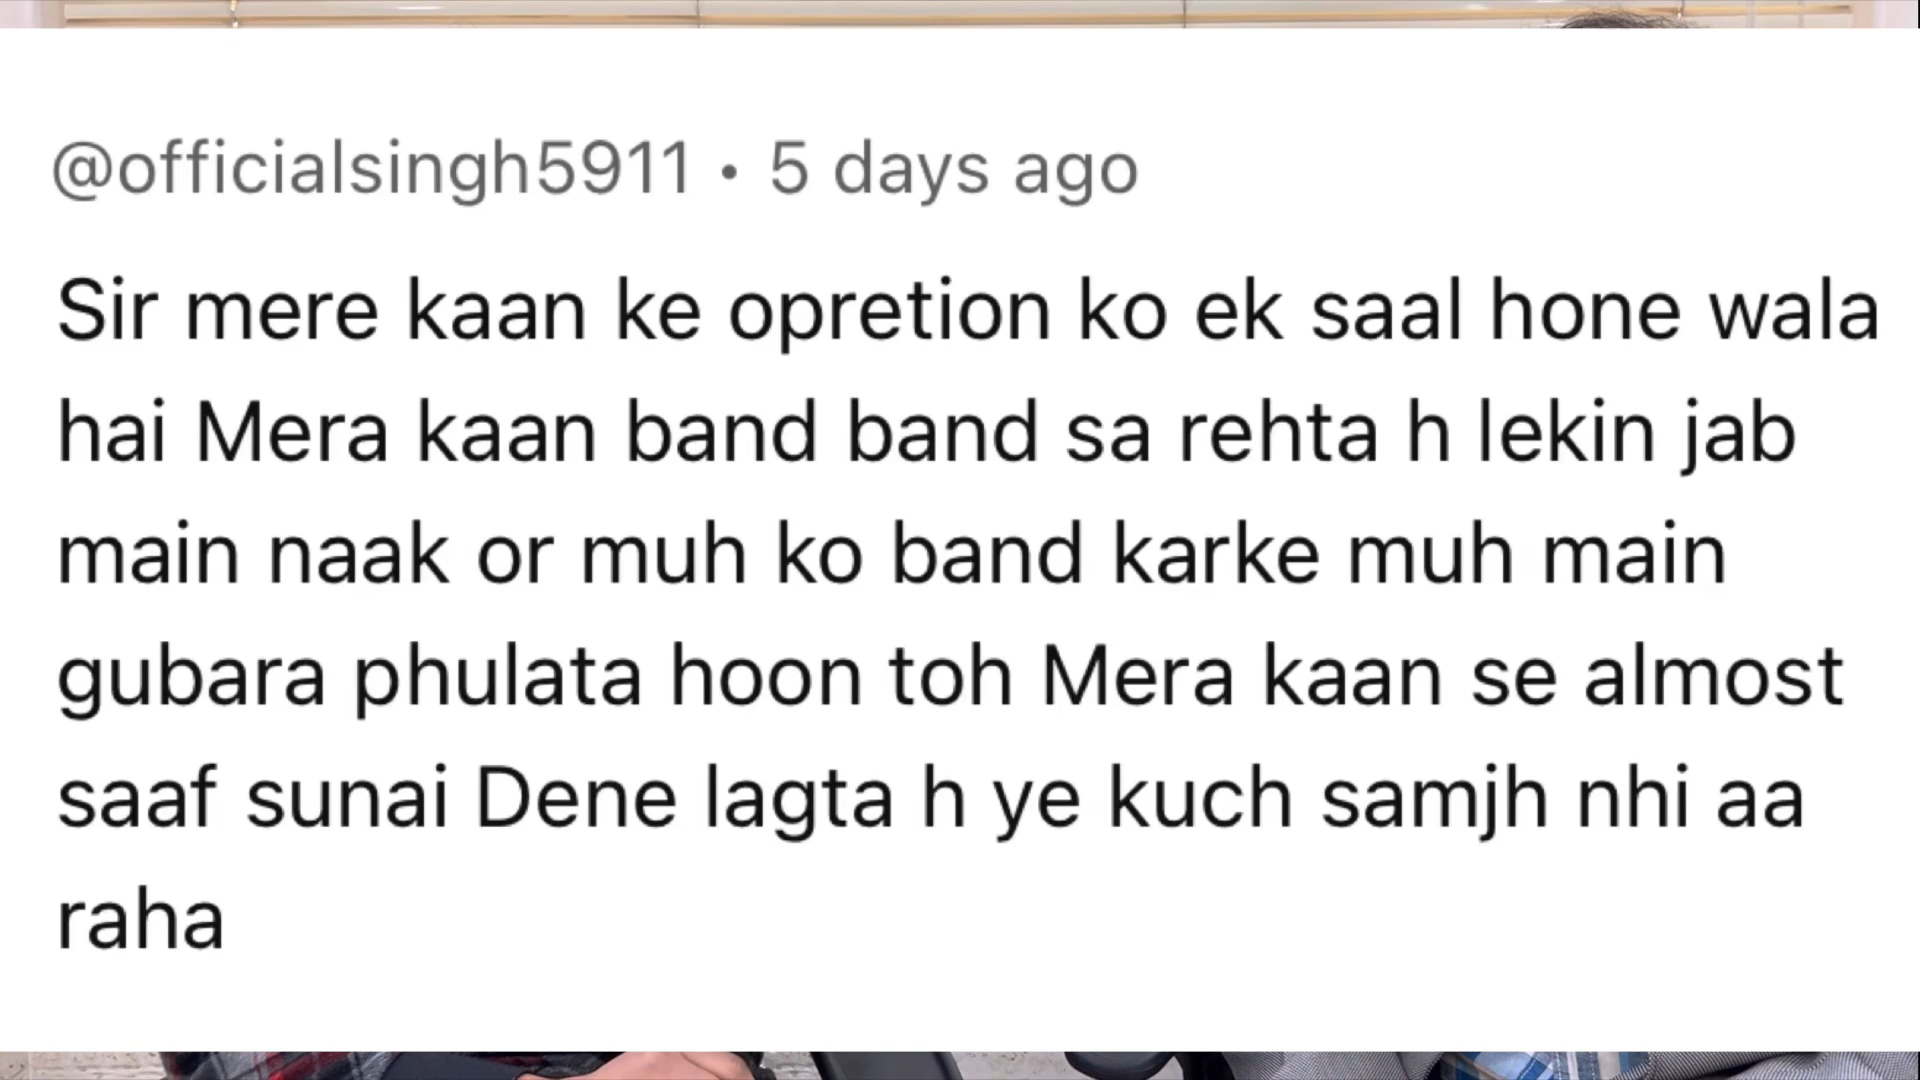 @officialsingh5911 • 5 days ago
Sir mere kaan ke opretion ko ek saal hone wala
hai Mera kaan band band sa rehta h lekin jab
main naak or muh ko band karke muh main
gubara phulata hoon toh Mera kaan se almost
saaf sunai Dene lagta h ye kuch samjh nhi aa
raha